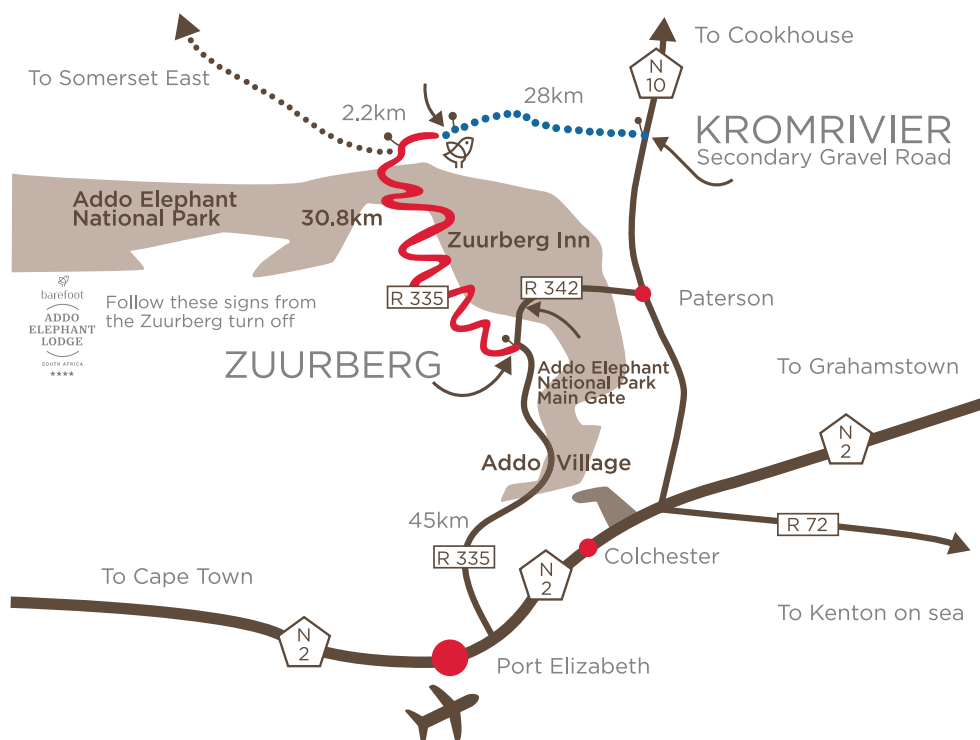 To Cookhouse
N
10
To Somerset East
2.2km
28km
KROMRIVIER
Secondary Gravel Road
Addo Elephant
National Park
30.8km
Zuurberg Inn
barefoot
ADDO
ELEPHANT
LODGE
SOUTH AFRICA
Follow these signs from
the Zuurberg turn off
R 335
R 342
Paterson
ZUURBERG
Addo Elephant
National Park
Main Gate
To Grahamstown
N
2
Addo Village
45km
R 335
R 72
Colchester
N
2
To Cape Town
To Kenton on sea
N
2
Port Elizabeth